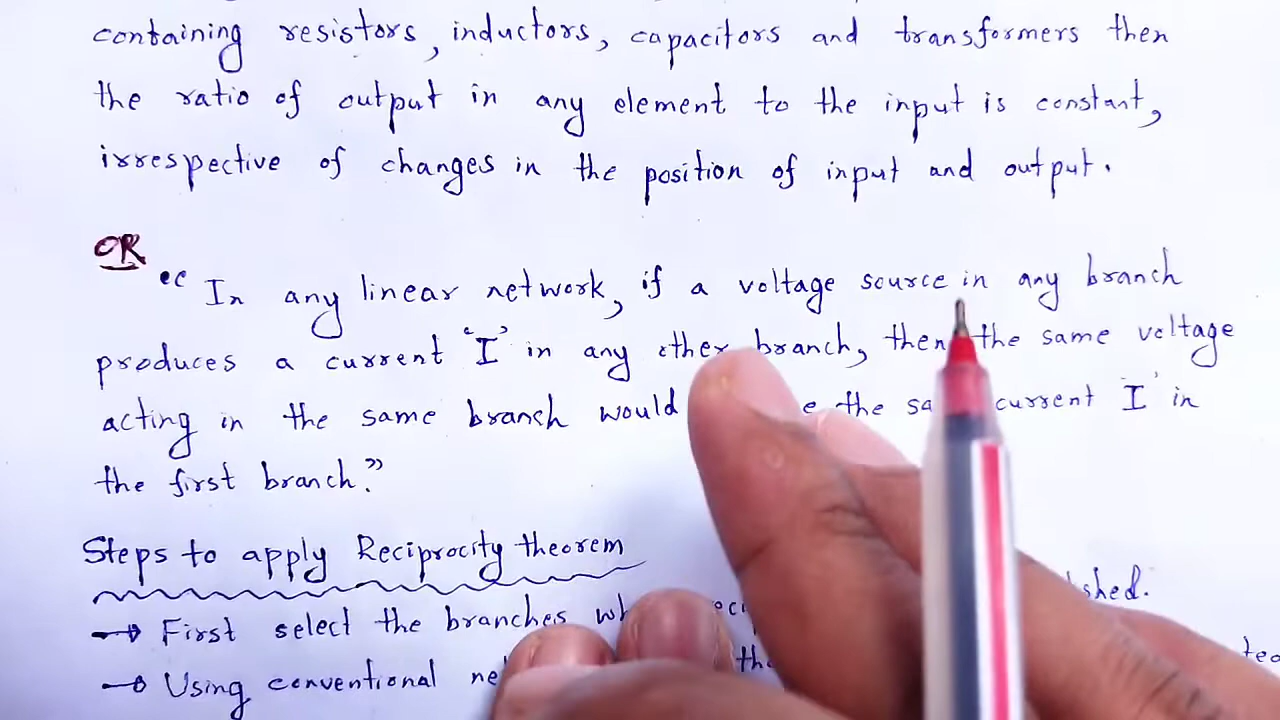 containing resistors, inductors, capacitors and transformers then
the ratio of output in any element to the input is constant,
irrespective of changes in the position of input and output.
OR
"In any linear network, if a voltage source in any branch
produces a current 'I' in any other branch, then the same voltage
acting in the same branch would the current I' in
the first branch."
Steps to apply Reciprocity theorem
→ First select the branches
→ Using conventional